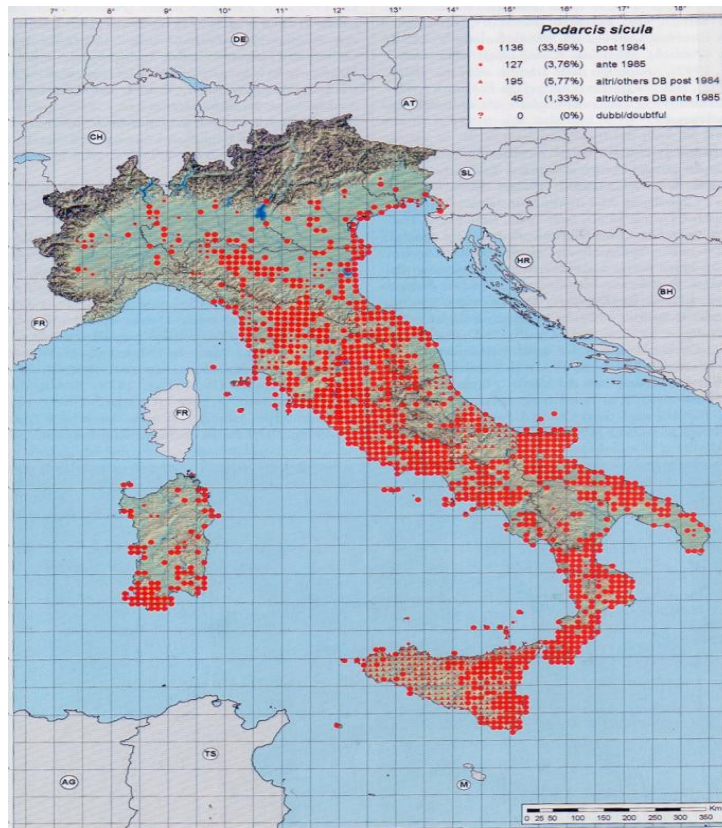 7° 8° 9° 10° 11° 12° 13° 14° 15° 16° 17° 18°
Podarcis sicula
1136 (33,59%) post 1984
127 (3,76%) ante 1985
195 (5,77%) altri/others DB post 1984
45 (1,33%) altri/others DB ante 1985
? 0 (0%) dubbi/doubtful
DE
AT
CH
SL
HR
BH
FR
FR
TS
AG
M
Km
0 25 50 100 150 200 250 300 350